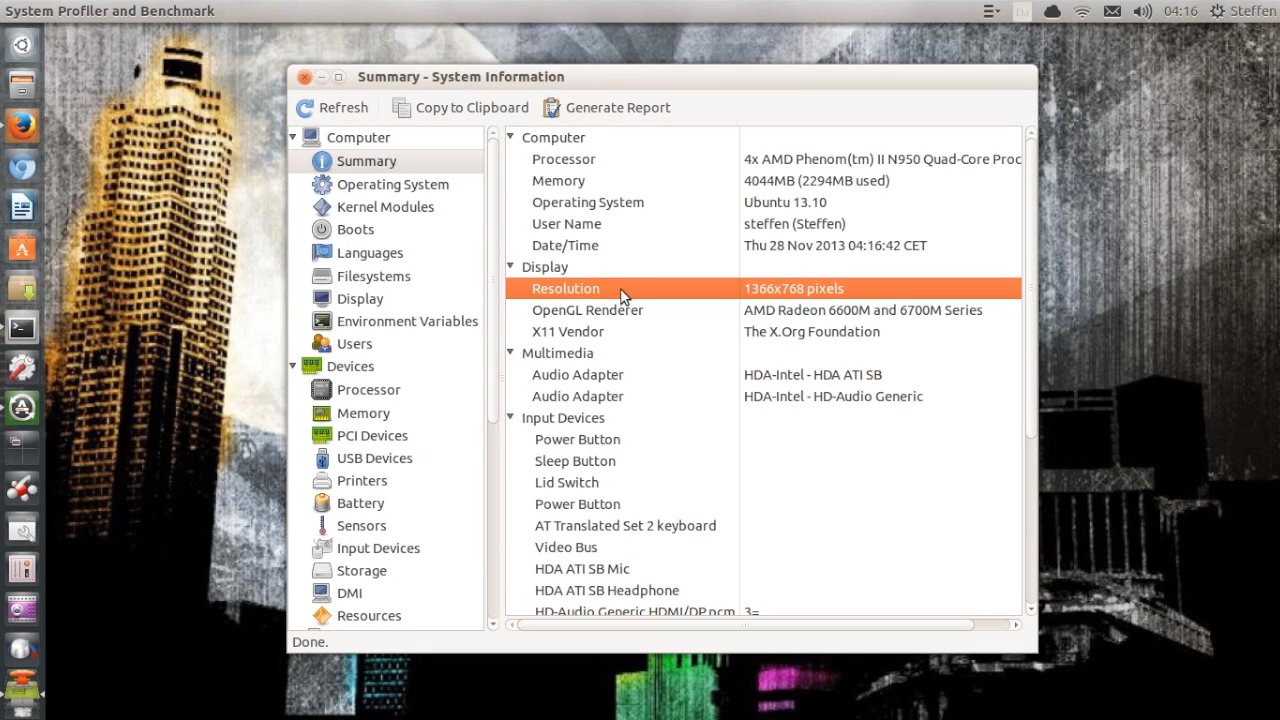 System Profiler and Benchmark
04:16 Steffen
Summary - System Information
Refresh Copy to Clipboard Generate Report
Computer
Summary
Operating System
Kernel Modules
Boots
Languages
Filesystems
Display
Environment Variables
Users
Devices
Processor
Memory
PCI Devices
USB Devices
Printers
Battery
Sensors
Input Devices
Storage
DMI
Resources
Computer
Processor 4x AMD Phenom(tm) II N950 Quad-Core Proc
Memory 4044MB (2294MB used)
Operating System Ubuntu 13.10
User Name steffen (Steffen)
Date/Time Thu 28 Nov 2013 04:16:42 CET
Display
Resolution 1366x768 pixels
OpenGL Renderer AMD Radeon 6600M and 6700M Series
X11 Vendor The X.Org Foundation
Multimedia
Audio Adapter HDA-Intel - HDA ATI SB
Audio Adapter HDA-Intel - HD-Audio Generic
Input Devices
Power Button
Sleep Button
Lid Switch
Power Button
AT Translated Set 2 keyboard
Video Bus
HDA ATI SB Mic
HDA ATI SB Headphone
HD-Audio Generic HDMI/DP,pcm 3=
Done.